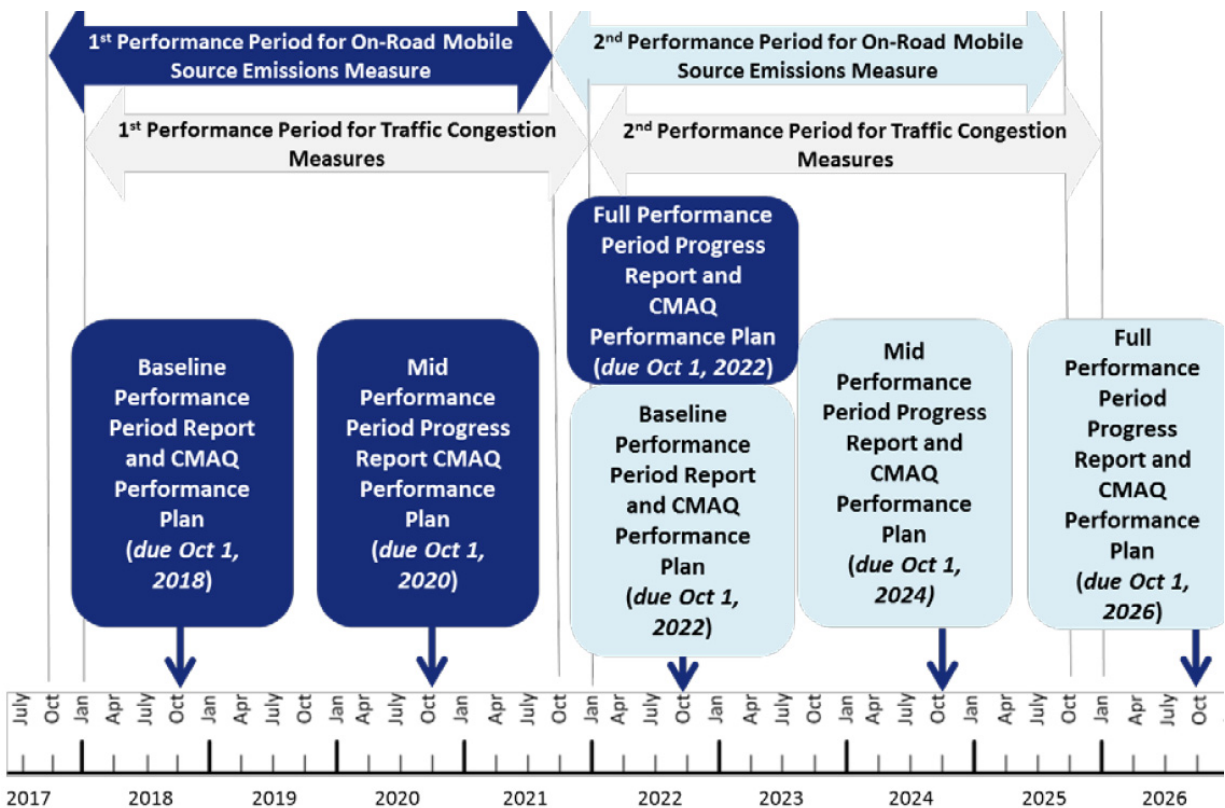 1st Performance Period for On-Road Mobile
Source Emissions Measure
2nd Performance Period for On-Road Mobile
Source Emissions Measure
1st Performance Period for Traffic Congestion
Measures
2nd Performance Period for Traffic Congestion
Measures
Baseline
Performance
Period Report
and CMAQ
Performance
Plan
(due Oct 1,
2018)
Mid
Performance
Period Progress
Report CMAQ
Performance
Plan
(due Oct 1,
2020)
Full Performance
Period Progress
Report and
CMAQ
Performance Plan
(due Oct 1, 2022)
Baseline
Performance
Period Report
and CMAQ
Performance
Plan
(due Oct 1,
2022)
Mid
Performance
Period Progress
Report and
CMAQ
Performance
Plan
(due Oct 1,
2024)
Full
Performance
Period
Progress
Report and
CMAQ
Performance Plan
(due Oct 1,
2026)
July Oct Jan Apr July Oct Jan Apr July Oct Jan Apr July Oct Jan Apr July Oct Jan Apr July Oct Jan Apr July Oct Jan Apr July Oct Jan Apr July Oct Jan Apr July Oct
2017 2018 2019 2020 2021 2022 2023 2024 2025 2026